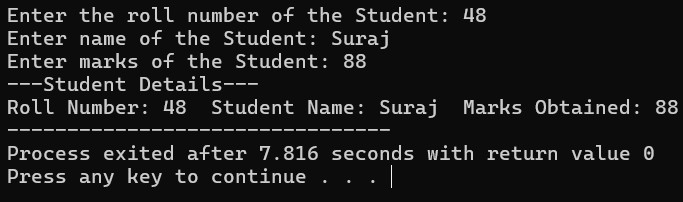 Enter the roll number of the Student: 48
Enter name of the Student: Suraj
Enter marks of the Student: 88
---Student Details---
Roll Number: 48  Student Name: Suraj  Marks Obtained: 88
--------------------------------
Process exited after 7.816 seconds with return value 0
Press any key to continue . . .